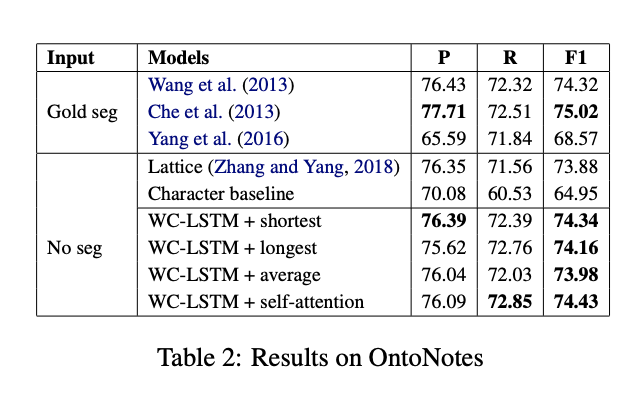 Input Models P R F1
Wang et al. (2013) 76.43 72.32 74.32
Gold seg Che et al. (2013) 77.71 72.51 75.02
Yang et al. (2016) 65.59 71.84 68.57
Lattice (Zhang and Yang, 2018) 76.35 71.56 73.88
Character baseline 70.08 60.53 64.95
WC-LSTM + shortest 76.39 72.39 74.34
No seg WC-LSTM + longest 75.62 72.76 74.16
WC-LSTM + average 76.04 72.03 73.98
WC-LSTM + self-attention 76.09 72.85 74.43
Table 2: Results on OntoNotes